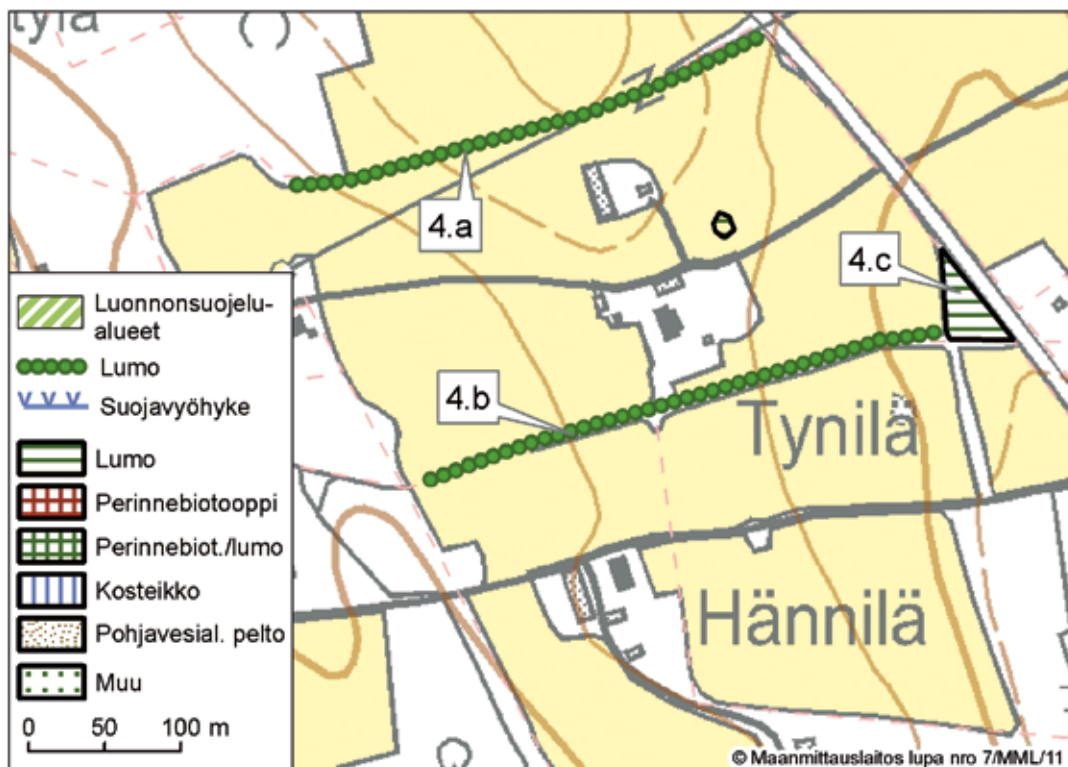 tylä
4.a
4.c
4.b
Tynilä
Hännilä
Luonnonsuojelu-
alueet
Lumo
Suojavyöhyke
Lumo
Perinnebiotooppi
Perinnebiot./lumo
Kosteikko
Pohjavesial. pelto
Muu
0 50 100 m
© Maanmittauslaitos lupa nro 7/MML/11